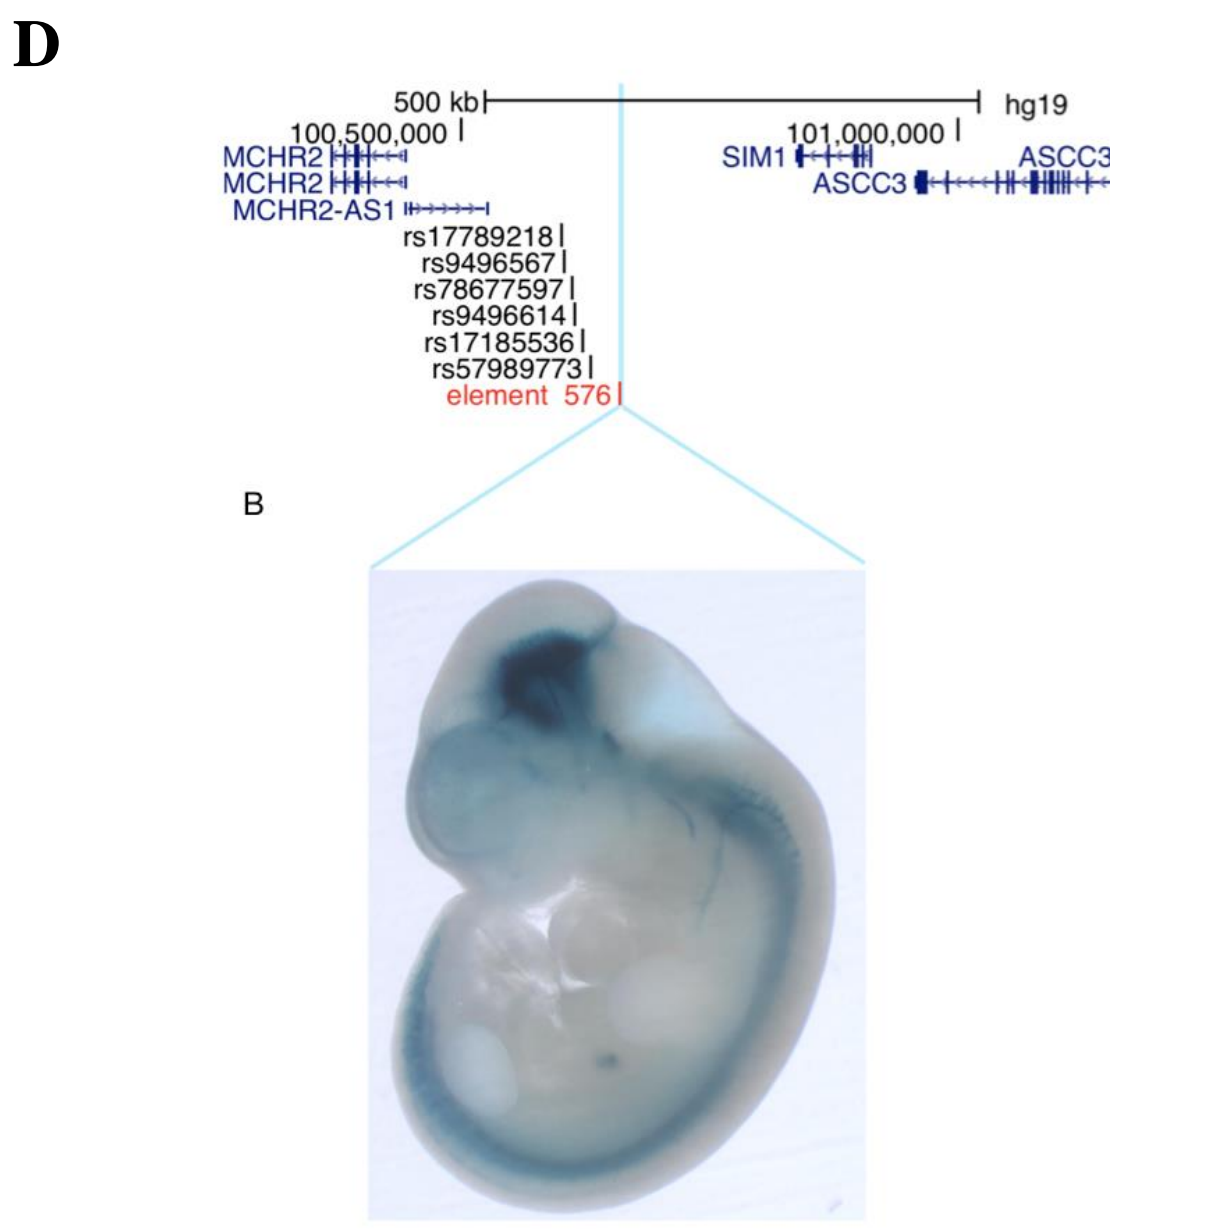 D
500 kb hg19
100,500,000 101,000,000
MCHR2 SIM1 ASCC3
MCHR2 ASCC3
MCHR2-AS1
rs17789218
rs9496567
rs78677597
rs9496614
rs17185536
rs57989773
element 576
B